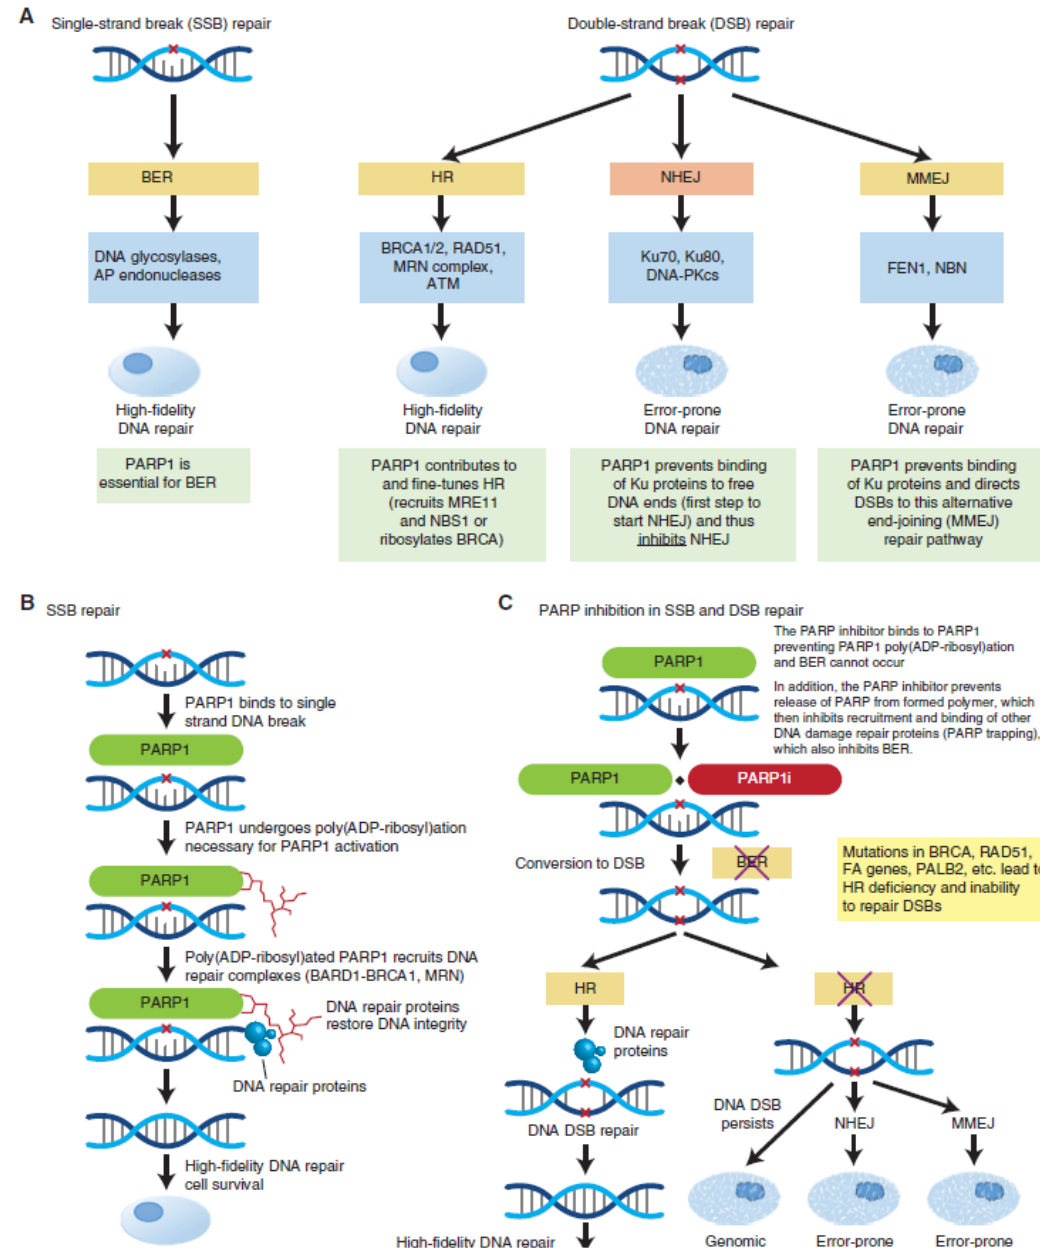 A
Single-strand break (SSB) repair
Double-strand break (DSB) repair
BER
HR
NHEJ
MMEJ
DNA glycosylases,
AP endonucleases
BRCA1/2, RAD51,
MRN complex,
ATM
Ku70, Ku80,
DNA-PKcs
FEN1, NBN
High-fidelity
DNA repair
High-fidelity
DNA repair
Error-prone
DNA repair
Error-prone
DNA repair
PARP1 is
essential for BER
PARP1 contributes to
and fine-tunes HR
(recruits MRE11
and NBS1 or
ribosylates BRCA)
PARP1 prevents binding
of Ku proteins to free
DNA ends (first step to
start NHEJ) and thus
inhibits NHEJ
PARP1 prevents binding
of Ku proteins and directs
DSBs to this alternative
end-joining (MMEJ)
repair pathway
B
SSB repair
PARP1 binds to single
strand DNA break
PARP1
PARP1 undergoes poly(ADP-ribosyl)ation
necessary for PARP1 activation
PARP1
Poly(ADP-ribosyl)ated PARP1 recruits DNA
repair complexes (BARD1-BRCA1, MRN)
PARP1
DNA repair proteins
restore DNA integrity
DNA repair proteins
High-fidelity DNA repair
cell survival
C
PARP inhibition in SSB and DSB repair
The PARP inhibitor binds to PARP1
preventing PARP1 poly(ADP-ribosyl)ation
and BER cannot occur
In addition, the PARP inhibitor prevents
release of PARP from formed polymer, which
then inhibits recruitment and binding of other
DNA damage repair proteins (PARP trapping),
which also inhibits BER.
PARP1
PARP1
PARP1i
Conversion to DSB
BER
Mutations in BRCA, RAD51,
FA genes, PALB2, etc. lead to
HR deficiency and inability
to repair DSBs
HR
HR
DNA repair
proteins
DNA DSB repair
DNA DSB
persists
NHEJ
MMEJ
High-fidelity DNA repair
Genomic
Error-prone
Error-prone